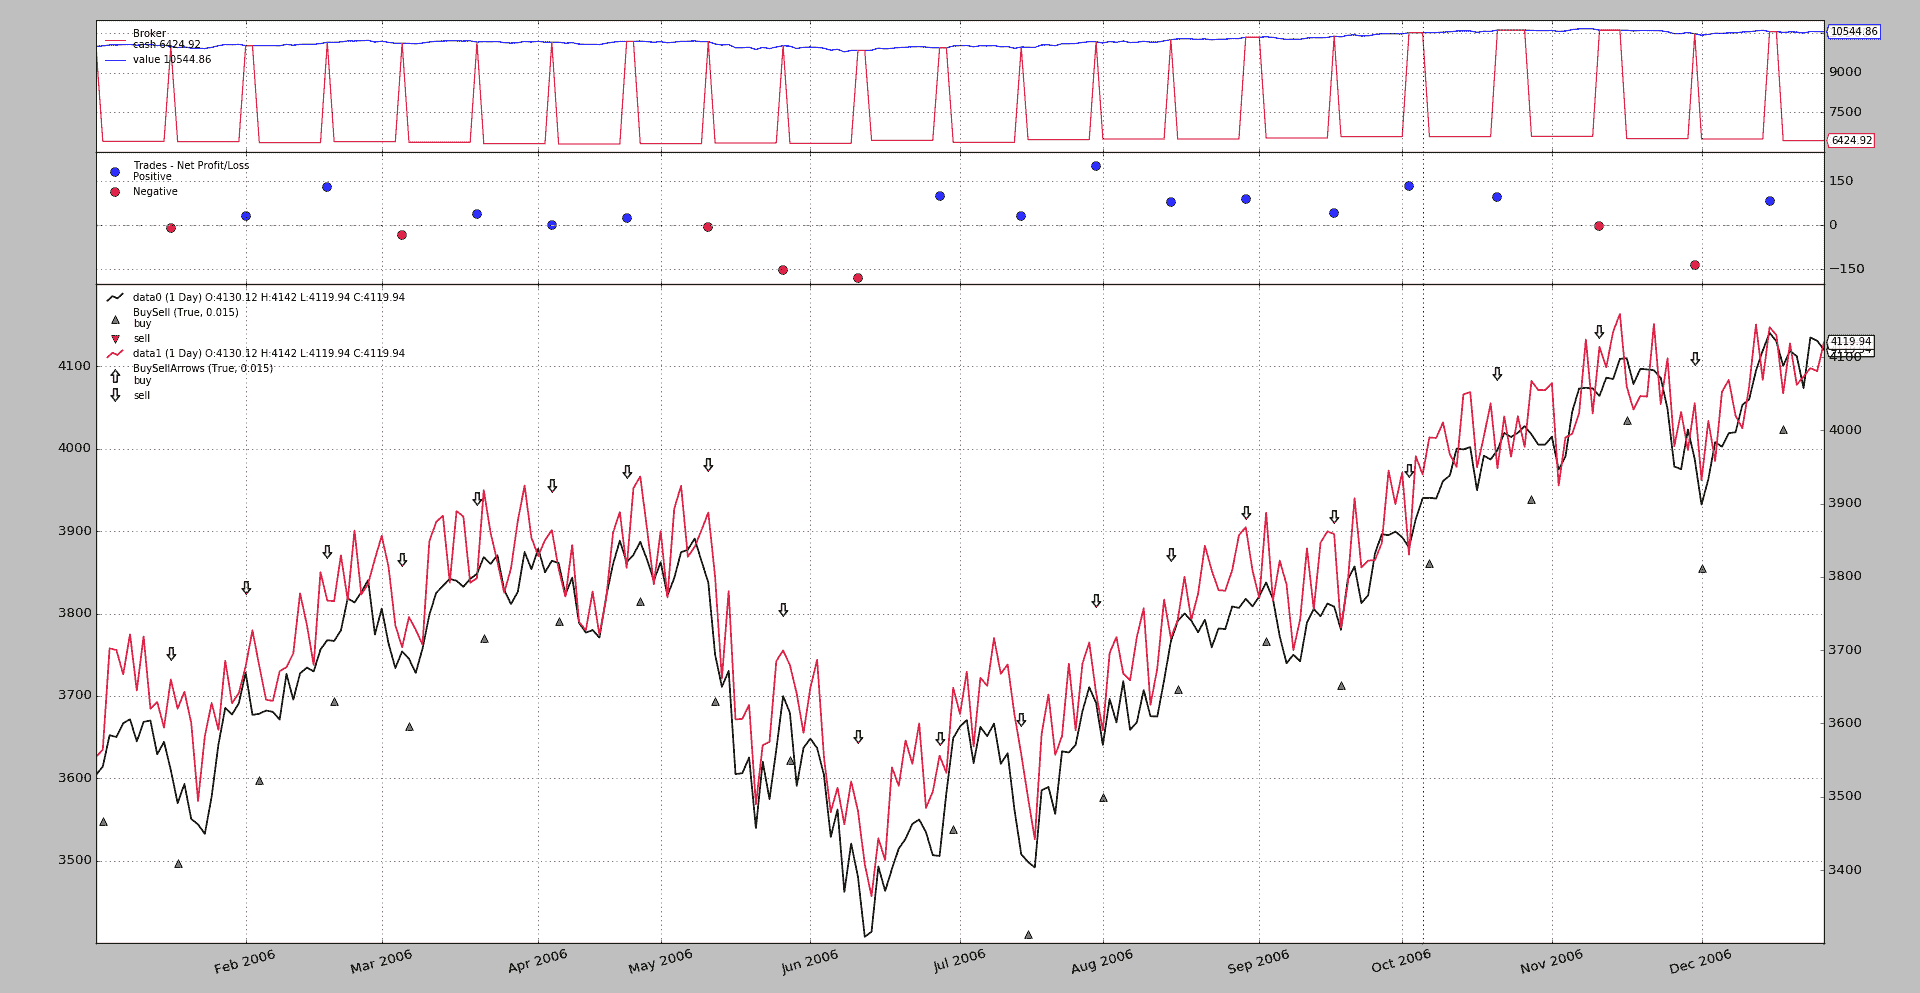 Broker
cash 6424.92
value 10544.86
10544.86
9000
7500
6424.92
Trades - Net Profit/Loss
Positive
Negative
150
0
−150
data0 (1 Day) O:4130.12 H:4142 L:4119.94 C:4119.94
BuySell (True, 0.015)
buy
sell
data1 (1 Day) O:4130.12 H:4142 L:4119.94 C:4119.94
BuySellArrows (True, 0.015)
buy
sell
4119.94
4100
4100
4000
4000
3900
3900
3800
3800
3700
3700
3600
3600
3500
3500
3400
Feb 2006
Mar 2006
Apr 2006
May 2006
Jun 2006
Jul 2006
Aug 2006
Sep 2006
Oct 2006
Nov 2006
Dec 2006